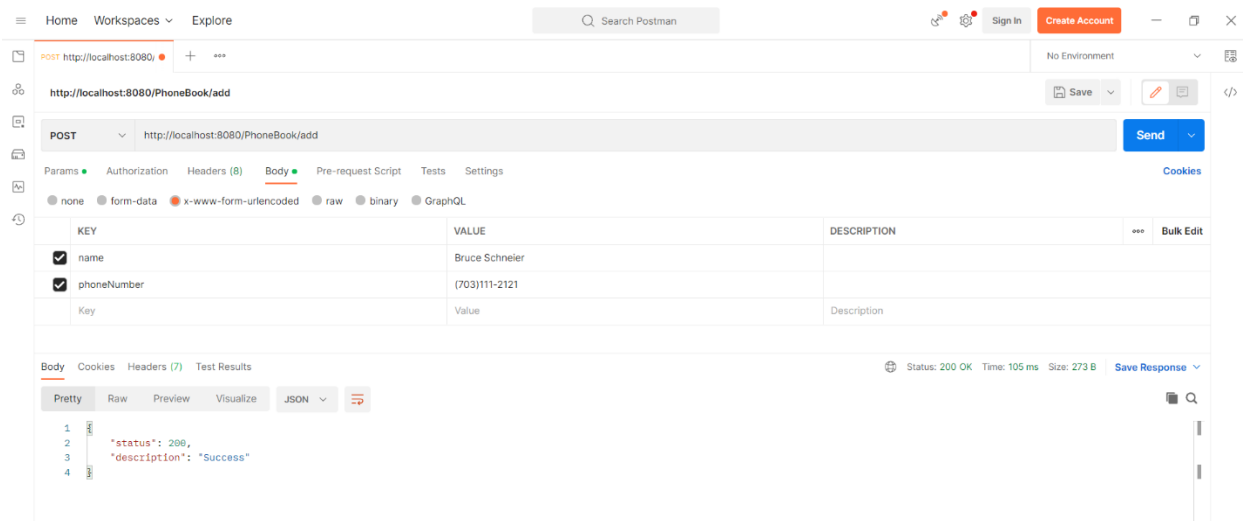 Home Workspaces Explore Search Postman Sign In Create Account
POST http://localhost:8080/ No Environment
http://localhost:8080/PhoneBook/add Save
POST http://localhost:8080/PhoneBook/add Send
Params Authorization Headers (8) Body Pre-request Script Tests Settings Cookies
none form-data x-www-form-urlencoded raw binary GraphQL
KEY VALUE DESCRIPTION Bulk Edit
name Bruce Schneier
phoneNumber (703)111-2121
Key Value Description
Body Cookies Headers (7) Test Results Status: 200 OK Time: 105 ms Size: 273 B Save Response
Pretty Raw Preview Visualize JSON
1 {
2 "status": 200,
3 "description": "Success"
4 }